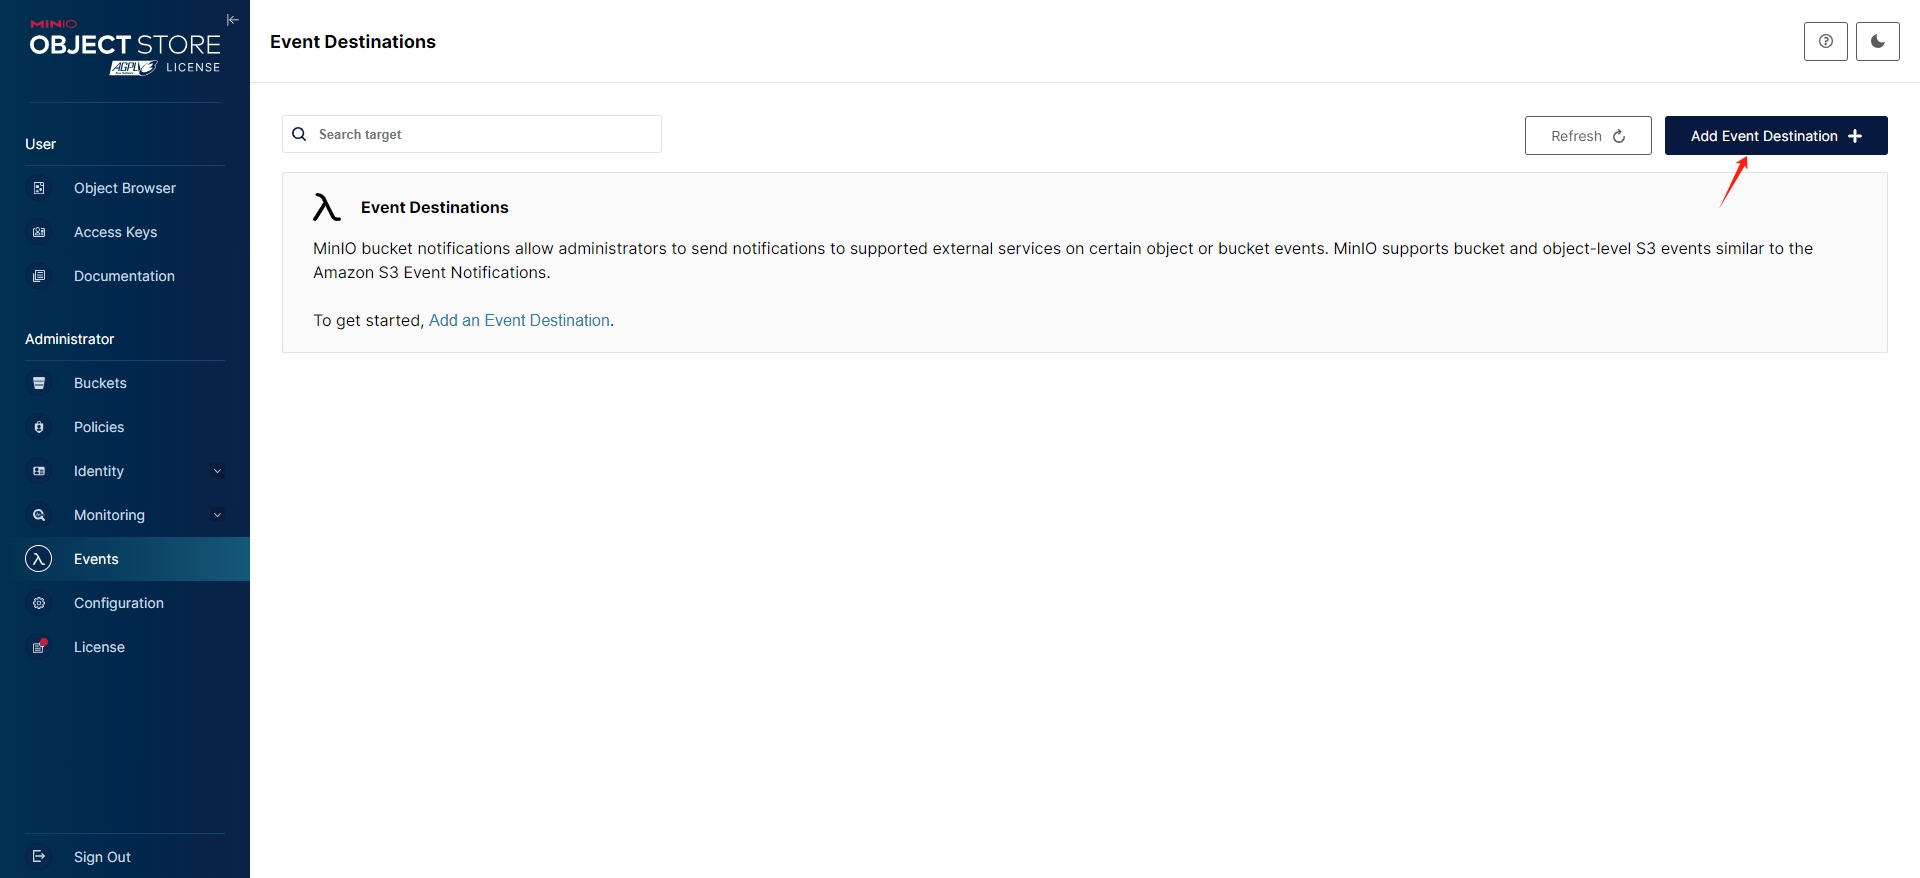 MINIO
OBJECT STORE
AGPL LICENSE
User
Object Browser
Access Keys
Documentation
Administrator
Buckets
Policies
Identity
Monitoring
Events
Configuration
License
Sign Out
Event Destinations
Search target
Refresh
Add Event Destination
Event Destinations
MinIO bucket notifications allow administrators to send notifications to supported external services on certain object or bucket events. MinIO supports bucket and object-level S3 events similar to the
Amazon S3 Event Notifications.
To get started, Add an Event Destination.